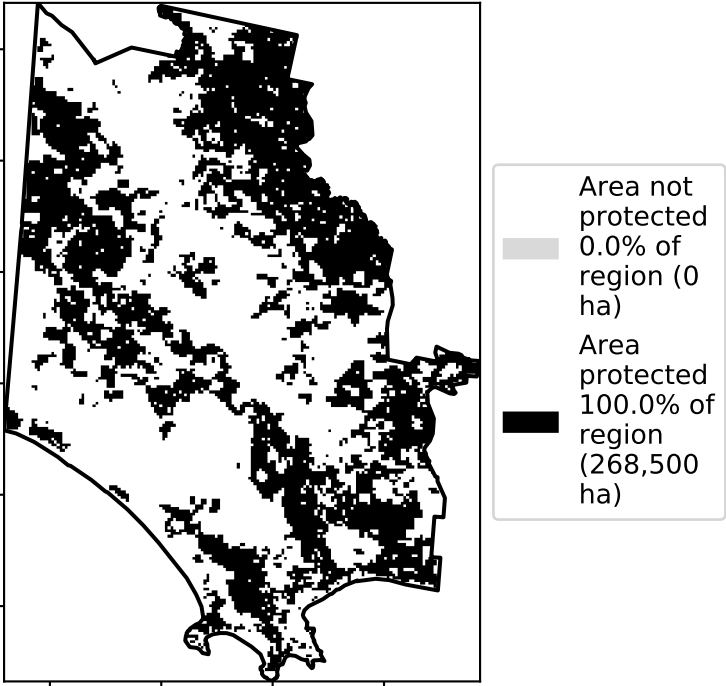 Area not
protected
0.0% of
region (0
ha)
Area
protected
100.0% of
region
(268,500
ha)